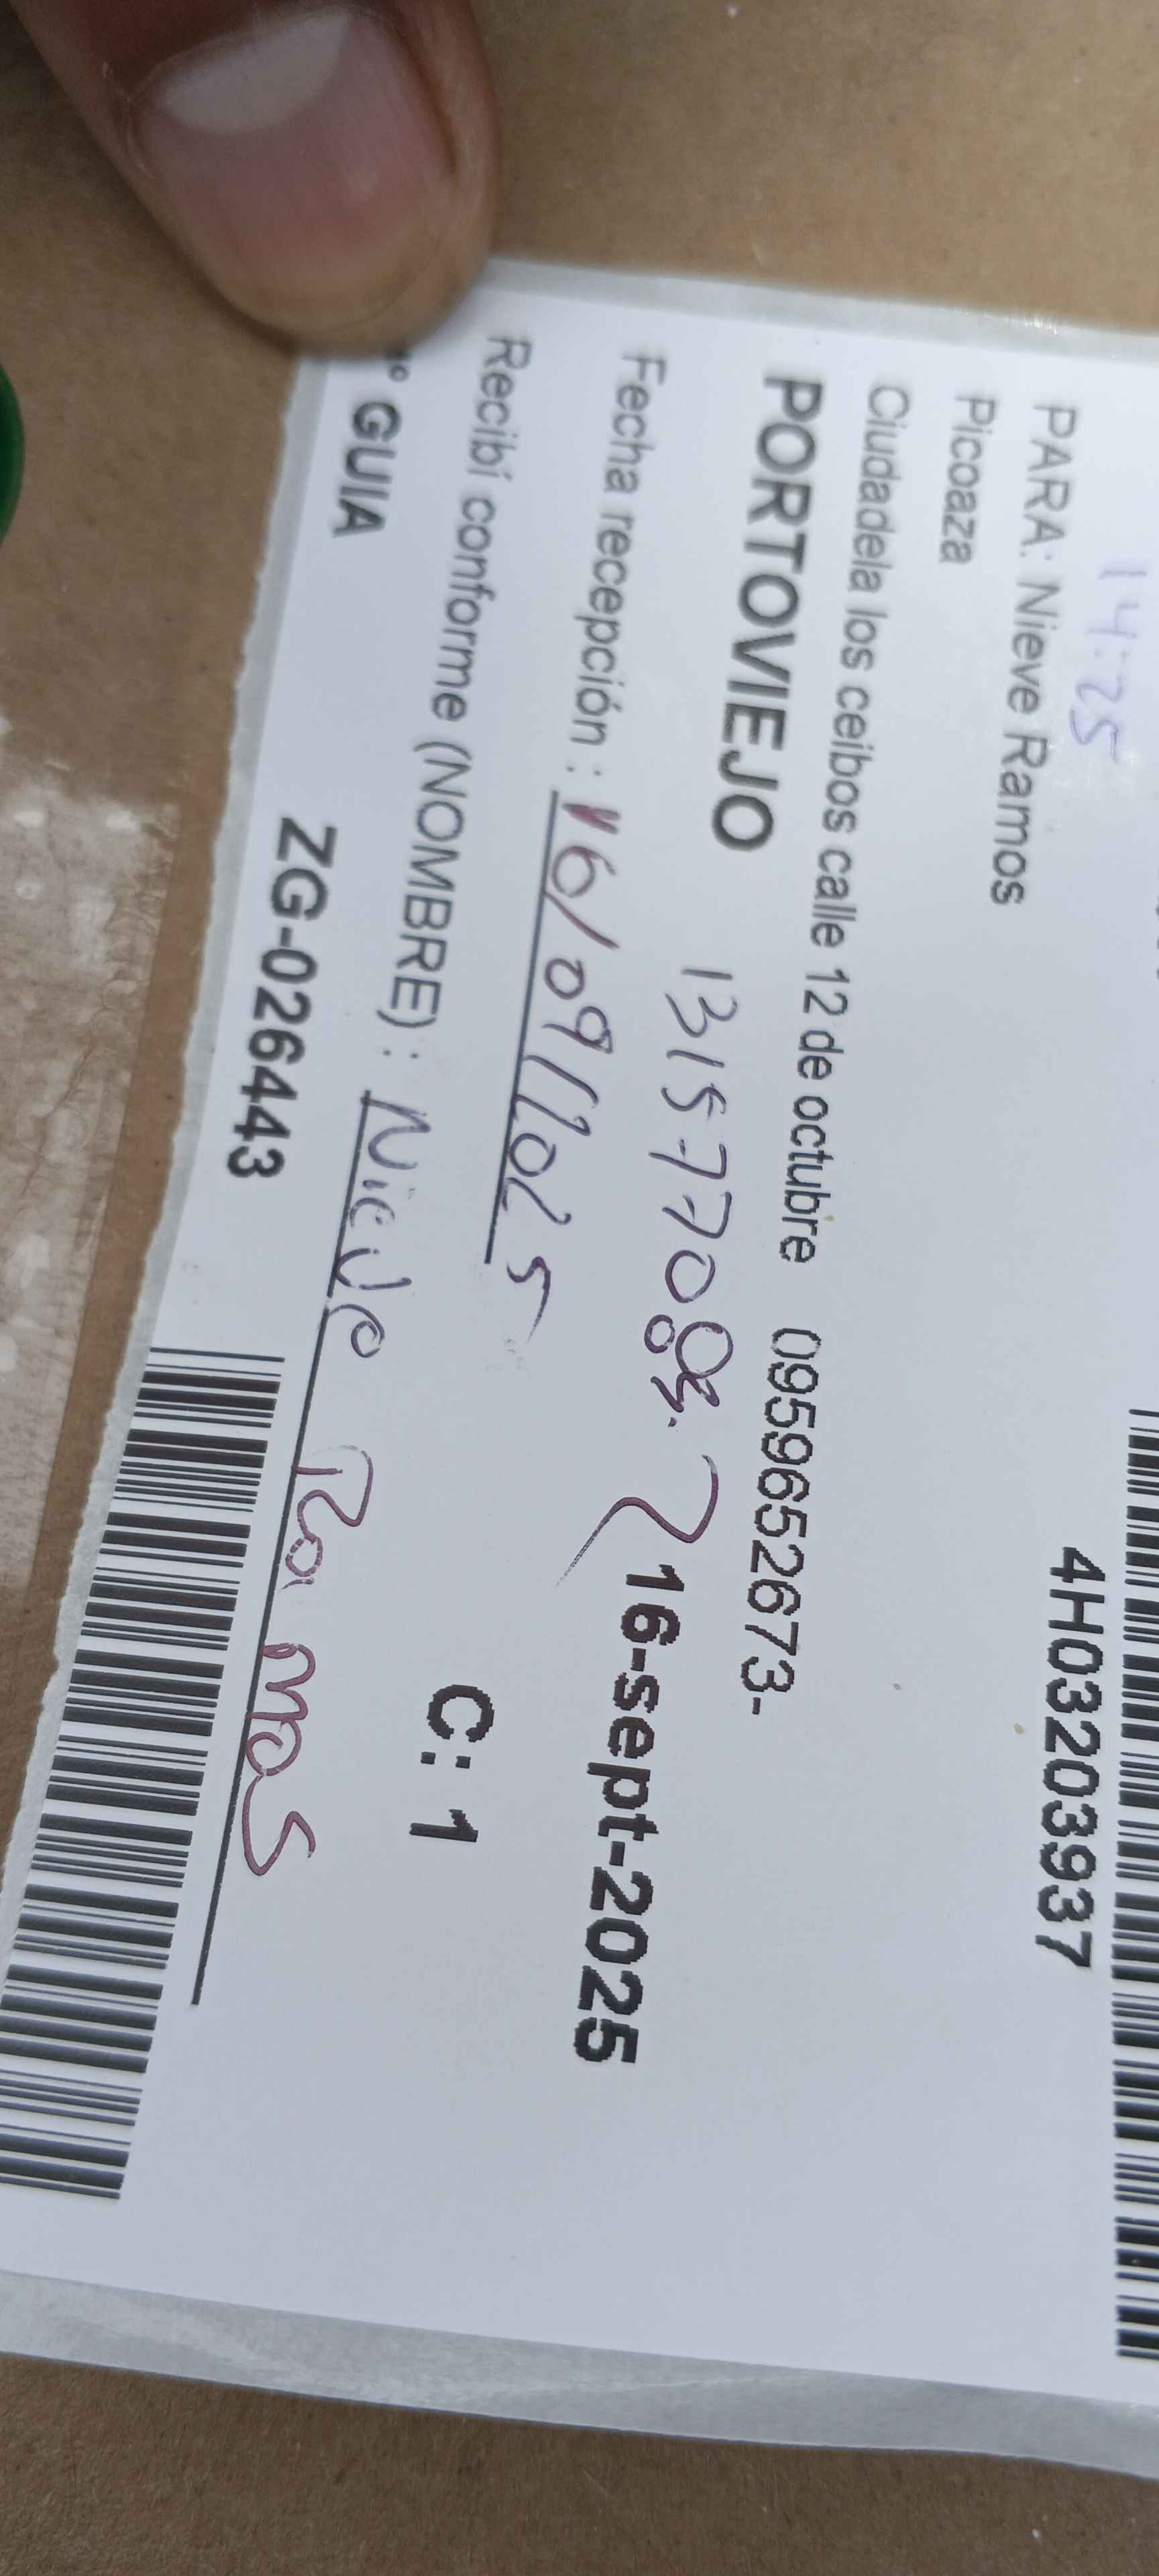 14:25
4H03203937
PARA: Nieve Ramos
Picoaza
Ciudadela los ceibos calle 12 de octubre 0959652673-
PORTOVIEJO
16-sept-2025
Fecha recepción : 16/09/2025
C: 1
Recibí conforme (NOMBRE) : Nieve Ramos
GUIA ZG-026443